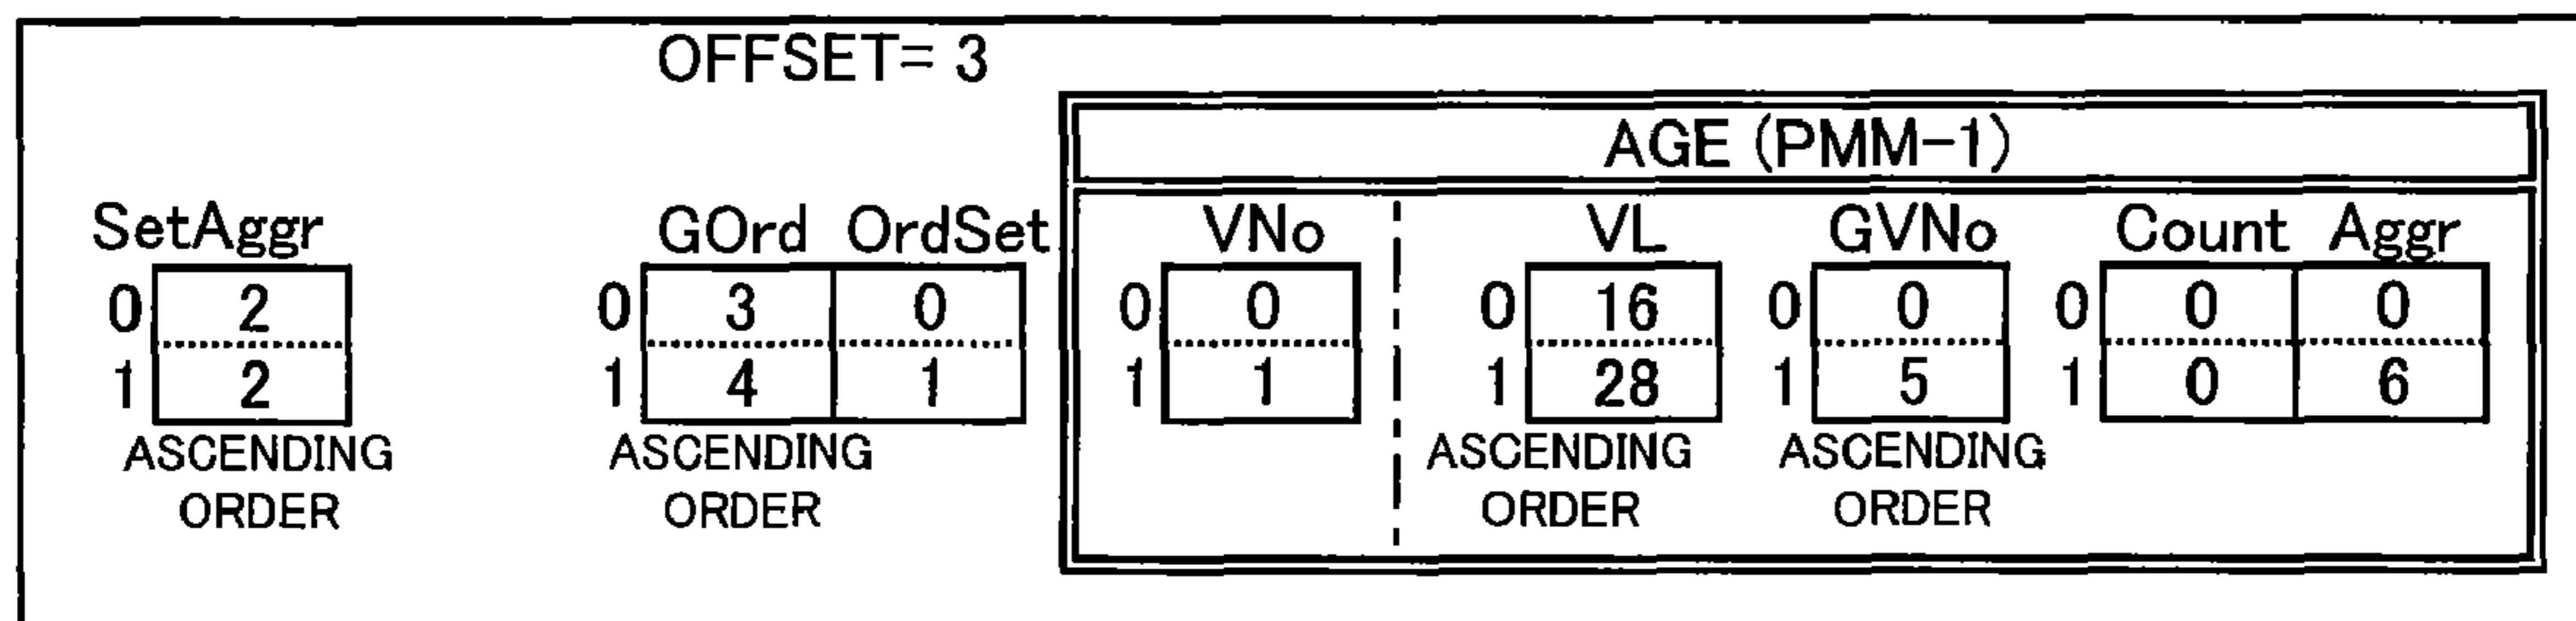 OFFSET= 3
AGE (PMM-1)
SetAggr GOrd OrdSet VNo VL GVNo Count Aggr
0 2 0 3 0 0 0 0 16 0 0 0 0 0
1 2 1 4 1 1 1 1 28 1 5 1 0 6
ASCENDING ASCENDING ASCENDING ASCENDING
ORDER ORDER ORDER ORDER